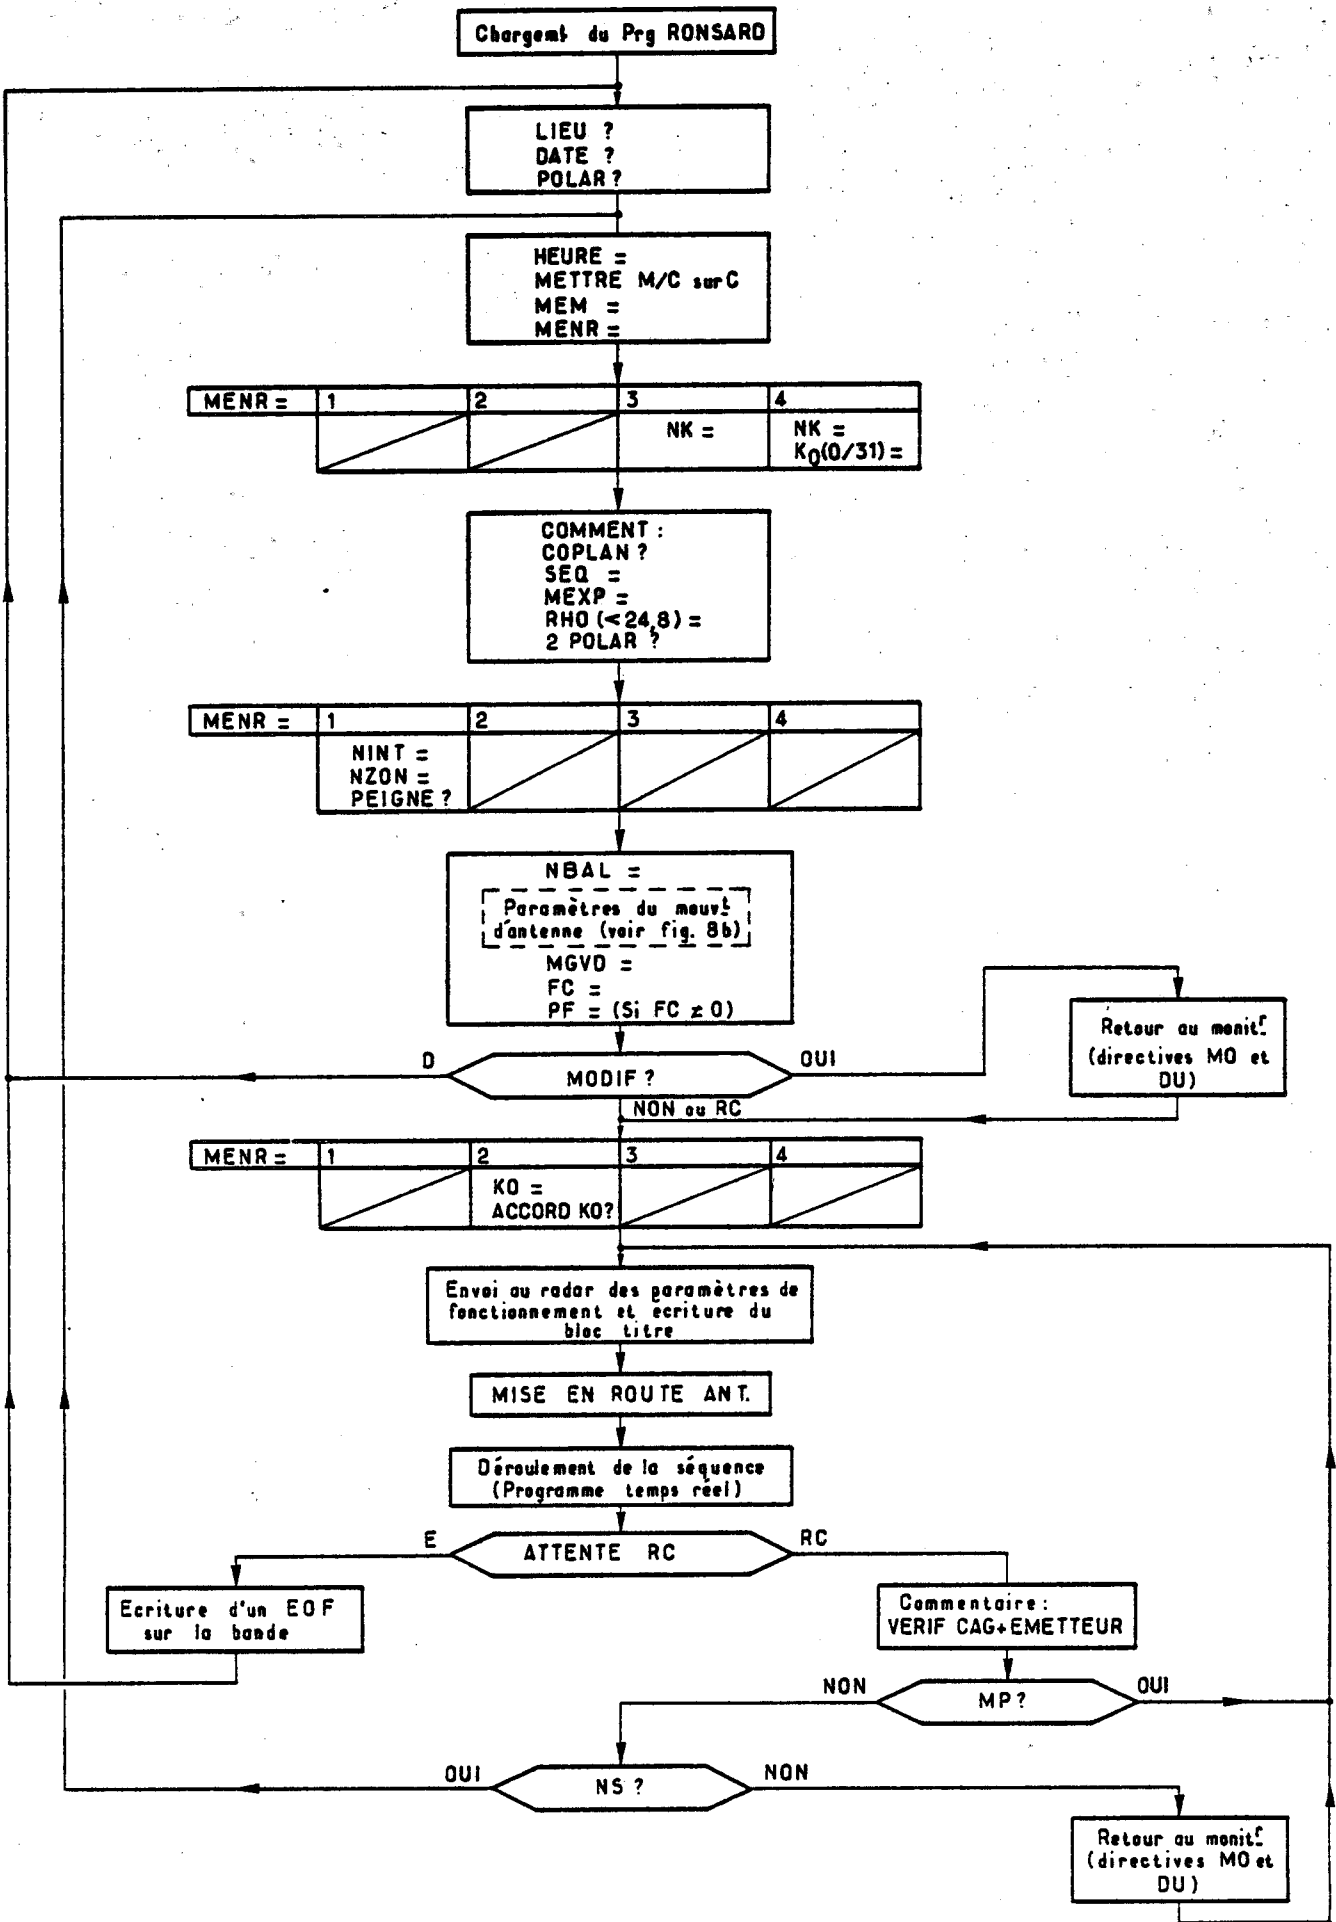 Chargemt du Prg RONSARD
LIEU ?
DATE ?
POLAR ?
HEURE =
METTRE M/C sur C
MEM =
MENR =
MENR = 1 2 3 4
NK =
NK =
K0(0/31) =
COMMENT :
COPLAN ?
SEQ =
MEXP =
RHO (< 24,8) =
2 POLAR ?
MENR = 1 2 3 4
NINT =
NZON =
PEIGNE ?
NBAL =
Paramètres du mouvt
d'antenne (voir fig. 8b)
MGVD =
FC =
PF = (Si FC ≠ 0)
D
MODIF ?
OUI
Retour au monitr
(directives MO et
DU)
NON ou RC
MENR = 1 2 3 4
KO =
ACCORD KO?
Envoi au radar des paramètres de
fonctionnement et écriture du
bloc titre
MISE EN ROUTE ANT.
Déroulement de la séquence
(Programme temps réel)
E
ATTENTE RC
RC
Ecriture d'un EOF
sur la bande
Commentaire :
VERIF CAG+EMETTEUR
NON
MP ?
OUI
OUI
NS ?
NON
Retour au monitr
(directives MO et
DU)